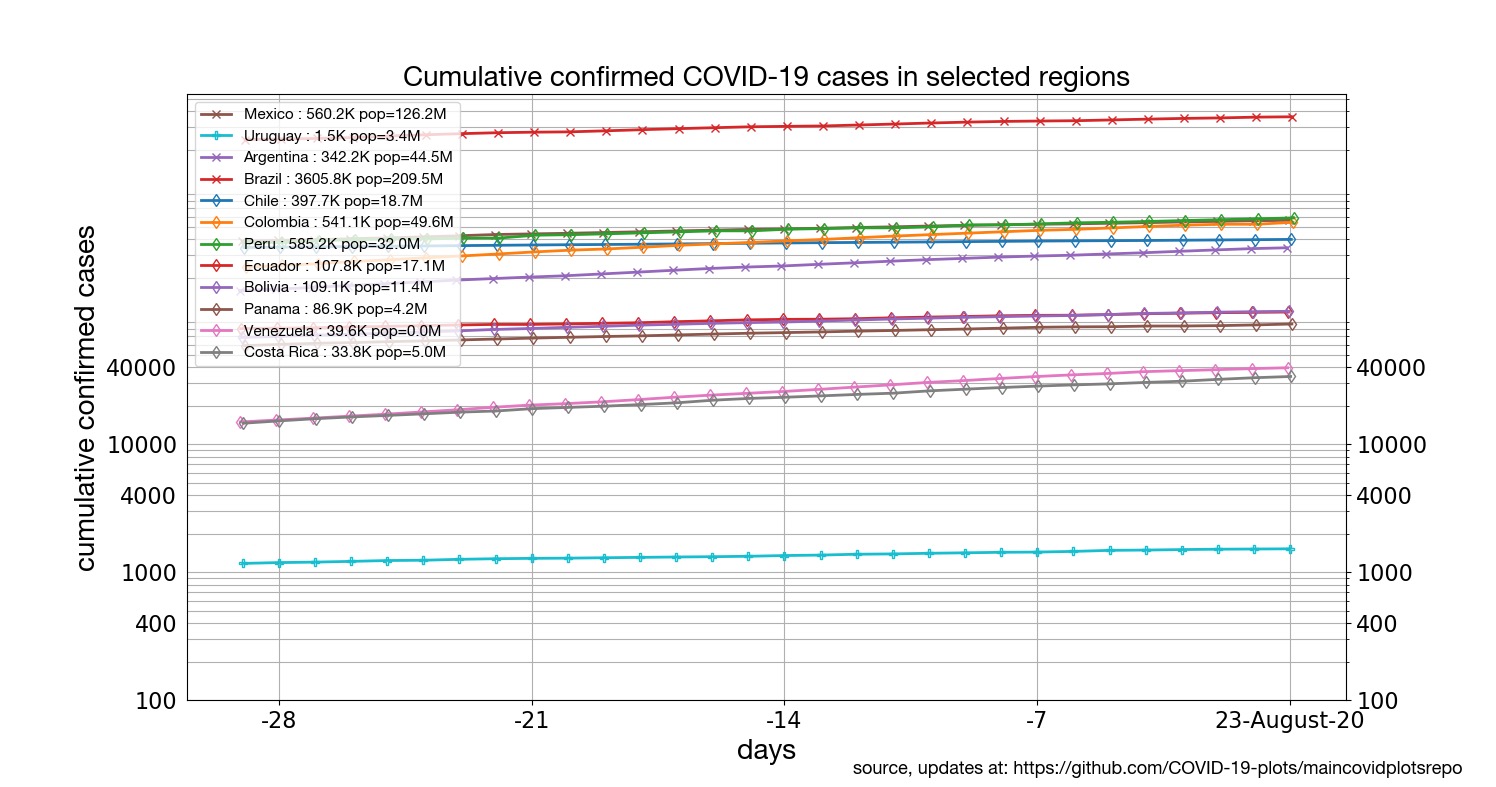 Cumulative confirmed COVID-19 cases in selected regions
Mexico : 560.2K pop=126.2M
Uruguay : 1.5K pop=3.4M
Argentina : 342.2K pop=44.5M
Brazil : 3605.8K pop=209.5M
Chile : 397.7K pop=18.7M
Colombia : 541.1K pop=49.6M
Peru : 585.2K pop=32.0M
Ecuador : 107.8K pop=17.1M
Bolivia : 109.1K pop=11.4M
Panama : 86.9K pop=4.2M
Venezuela : 39.6K pop=0.0M
Costa Rica : 33.8K pop=5.0M
cumulative confirmed cases
40000 40000
10000 10000
4000 4000
1000 1000
400 400
100 100
-28 -21 -14 -7 23-August-20
days
source, updates at: https://github.com/COVID-19-plots/maincovidplotsrepo